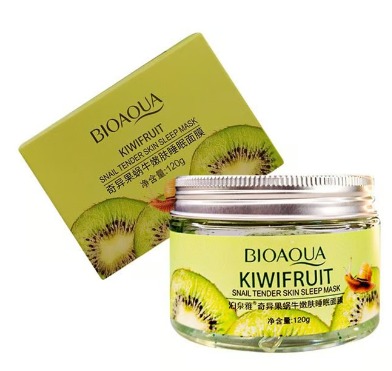 BIOAQUA
KIWIFRUIT
SNAIL TENDER SKIN SLEEP MASK
奇异果蜗牛嫩肤睡眠面膜
净含量:120g
BIOAQUA
KIWIFRUIT
SNAIL TENDER SKIN SLEEP MASK
泊泉雅®奇异果蜗牛嫩肤睡眠面膜
净含量:120g